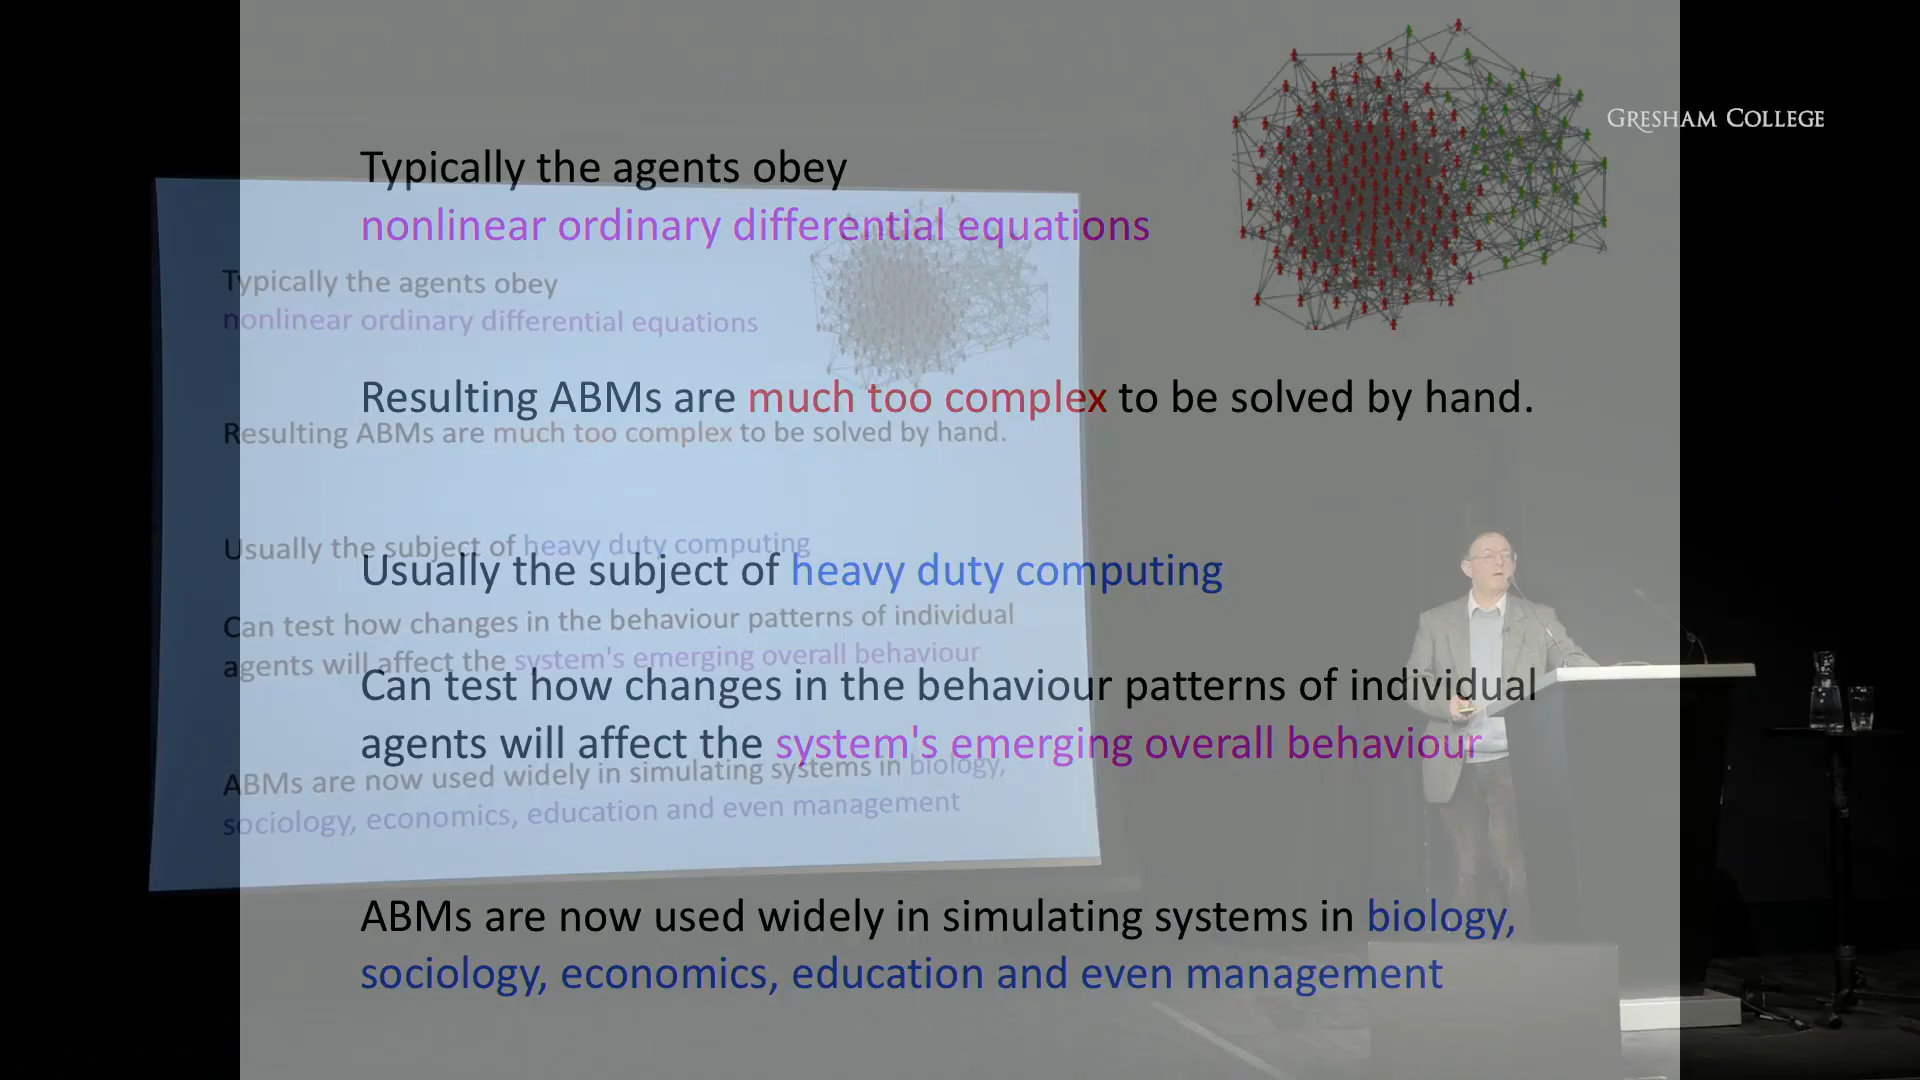 GRESHAM COLLEGE
Typically the agents obey
nonlinear ordinary differential equations
Resulting ABMs are much too complex to be solved by hand.
Usually the subject of heavy duty computing
Can test how changes in the behaviour patterns of individual
agents will affect the system's emerging overall behaviour
ABMs are now used widely in simulating systems in biology,
sociology, economics, education and even management
Typically the agents obey
nonlinear ordinary differential equations
Resulting ABMs are much too complex to be solved by hand.
Usually the subject of heavy duty computing
Can test how changes in the behaviour patterns of individual
agents will affect the system's emerging overall behaviour
ABMs are now used widely in simulating systems in biology,
sociology, economics, education and even management